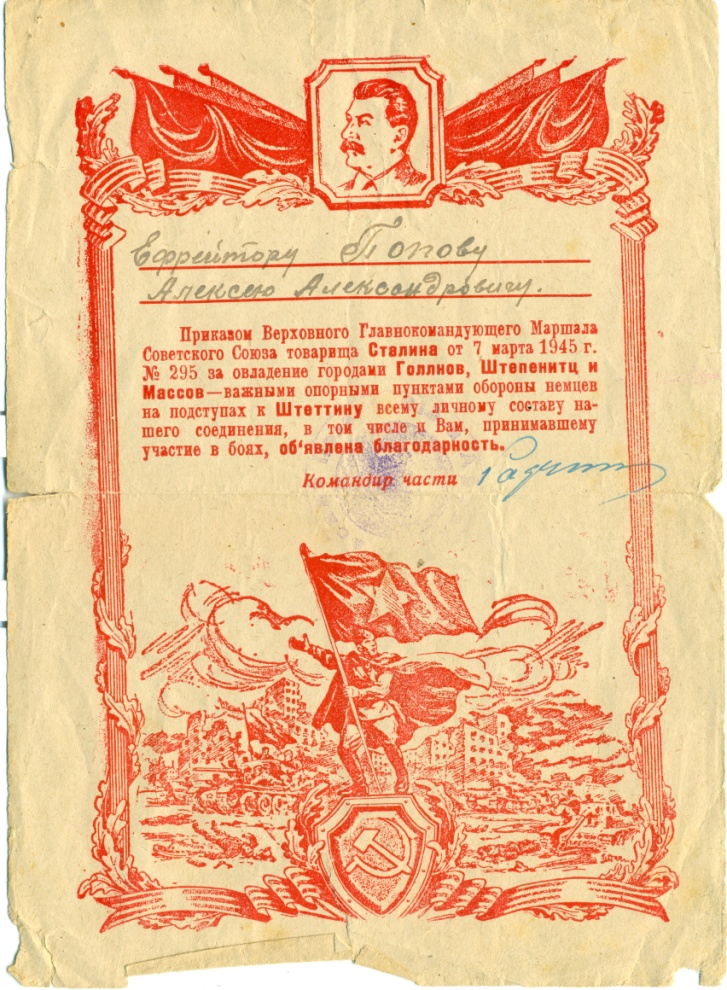 Ефрейтору Попову
Алексею Александровичу.
Приказом Верховного Главнокомандующего Маршала
Советского Союза товарища Сталина от 7 марта 1945 г.
№ 295 за овладение городами Голлнов, Штепенитц и
Массов—важными опорными пунктами обороны немцев
на подступах к Штеттину всему личному составу на-
шего соединения, в том числе и Вам, принимавшему
участие в боях, об'явлена благодарность.
Командир части